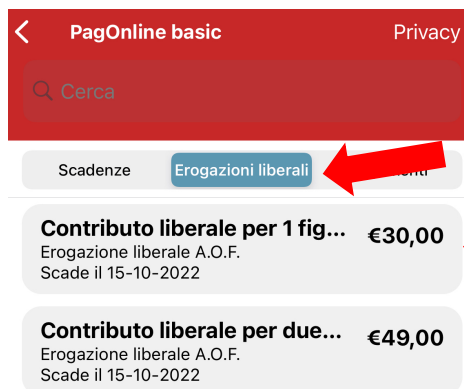 PagOnline basic Privacy
Cerca
Scadenze Erogazioni liberali
Contributo liberale per 1 fig... €30,00
Erogazione liberale A.O.F.
Scade il 15-10-2022
Contributo liberale per due... €49,00
Erogazione liberale A.O.F.
Scade il 15-10-2022